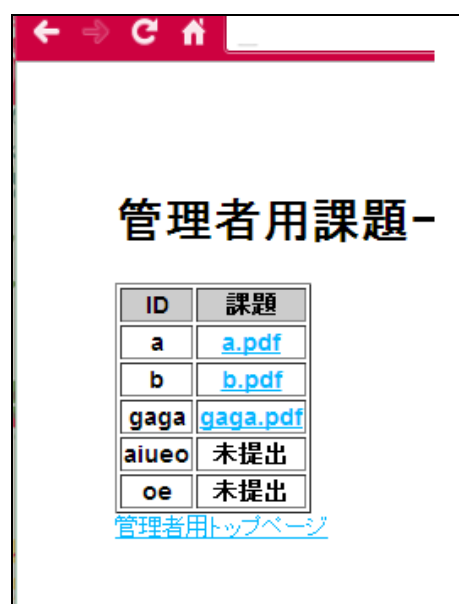 管理者用課題一
ID 課題
a a.pdf
b b.pdf
gaga gaga.pdf
aiueo 未提出
oe 未提出
管理者用トップページ